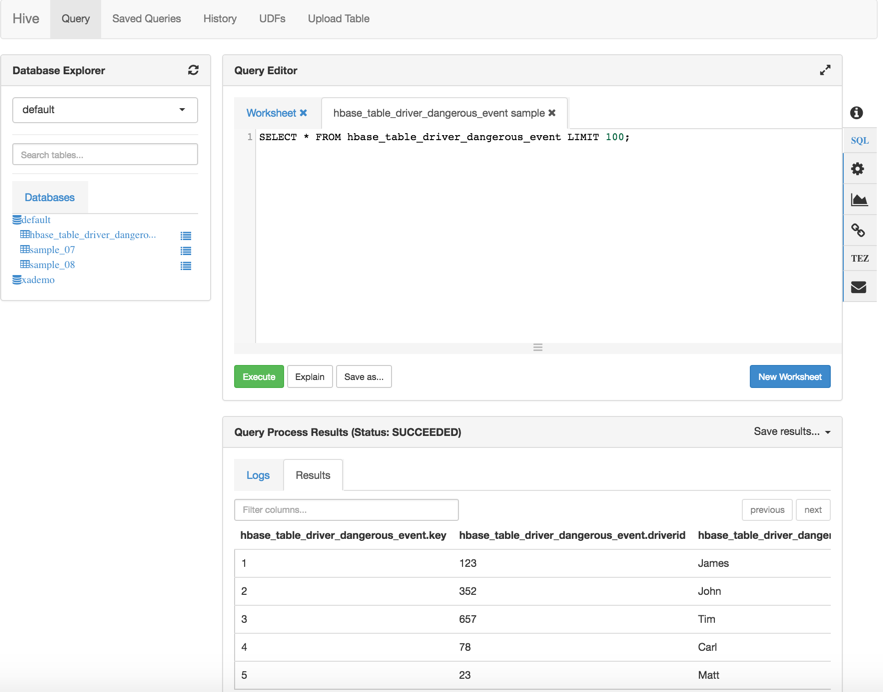 Hive Query Saved Queries History UDFs Upload Table
Database Explorer
default
Search tables...
Databases
default
hbase_table_driver_dangero...
sample_07
sample_08
xademo
Query Editor
Worksheet hbase_table_driver_dangerous_event sample
1 SELECT * FROM hbase_table_driver_dangerous_event LIMIT 100;
Execute Explain Save as... New Worksheet
SQL
TEZ
Query Process Results (Status: SUCCEEDED) Save results...
Logs Results
Filter columns... previous next
hbase_table_driver_dangerous_event.key hbase_table_driver_dangerous_event.driverid hbase_table_driver_danger
1 123 James
2 352 John
3 657 Tim
4 78 Carl
5 23 Matt